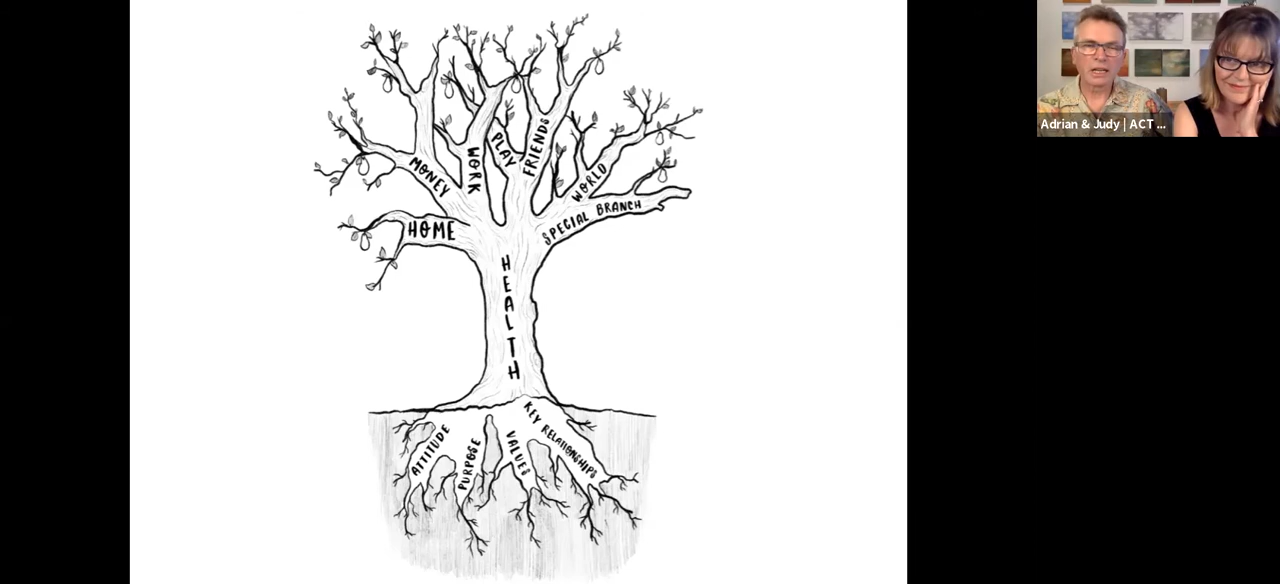 MONEY
WORK
PLAY
FRIENDS
WORLD
SPECIAL BRANCH
HOME
HEALTH
ATTITUDE
PURPOSE
VALUES
KEY RELATIONSHIPS
Adrian & Judy | ACT ...